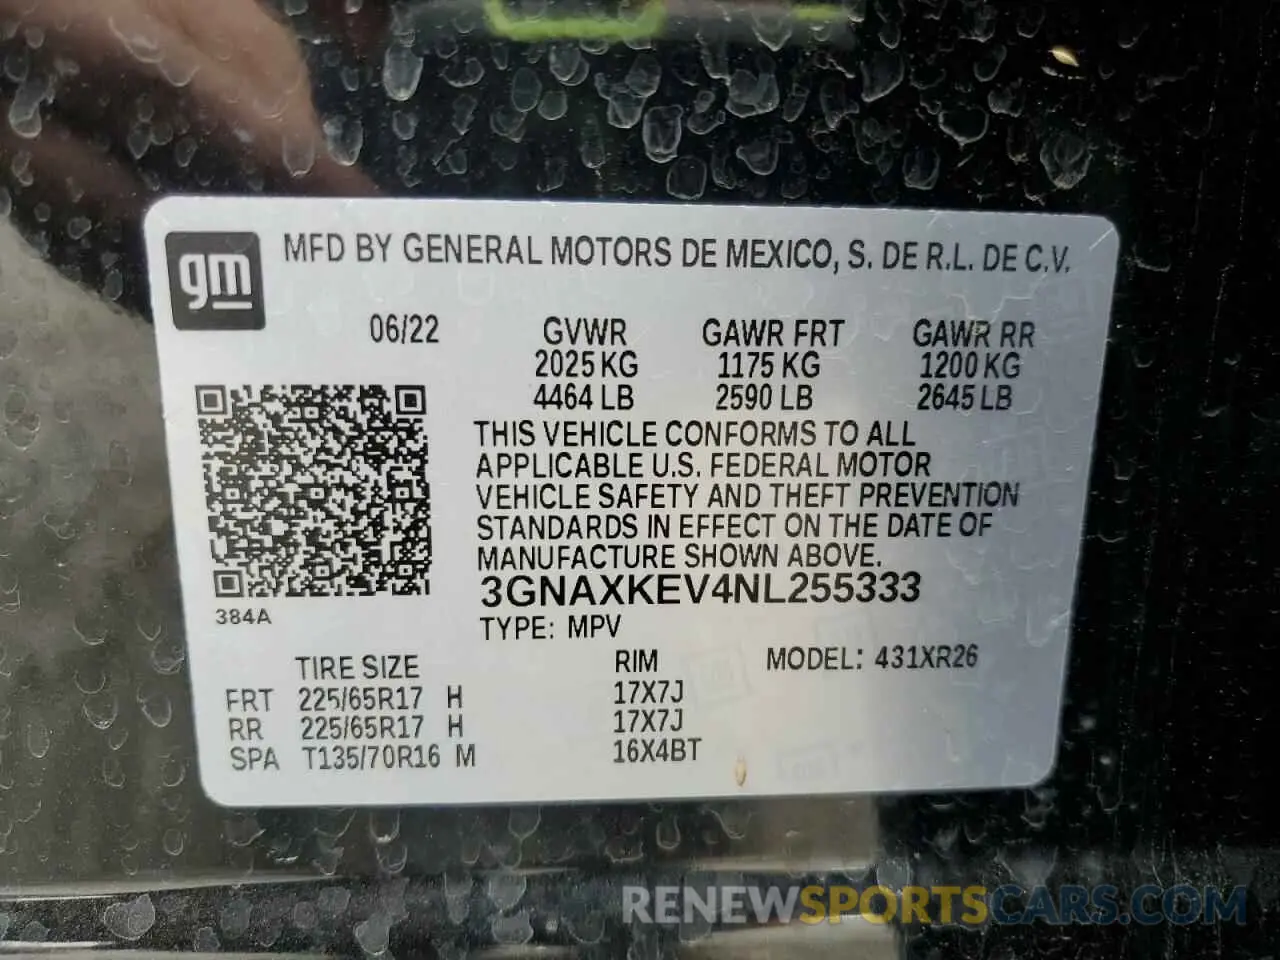 gm
MFD BY GENERAL MOTORS DE MEXICO, S. DE R.L. DE C.V.
06/22 GVWR GAWR FRT GAWR RR
2025 KG 1175 KG 1200 KG
4464 LB 2590 LB 2645 LB
THIS VEHICLE CONFORMS TO ALL
APPLICABLE U.S. FEDERAL MOTOR
VEHICLE SAFETY AND THEFT PREVENTION
STANDARDS IN EFFECT ON THE DATE OF
MANUFACTURE SHOWN ABOVE.
3GNAXKEV4NL255333
384A
TYPE: MPV
TIRE SIZE RIM MODEL: 431XR26
FRT 225/65R17 H 17X7J
RR 225/65R17 H 17X7J
SPA T135/70R16 M 16X4BT
RENEWSPORTSCARS.COM